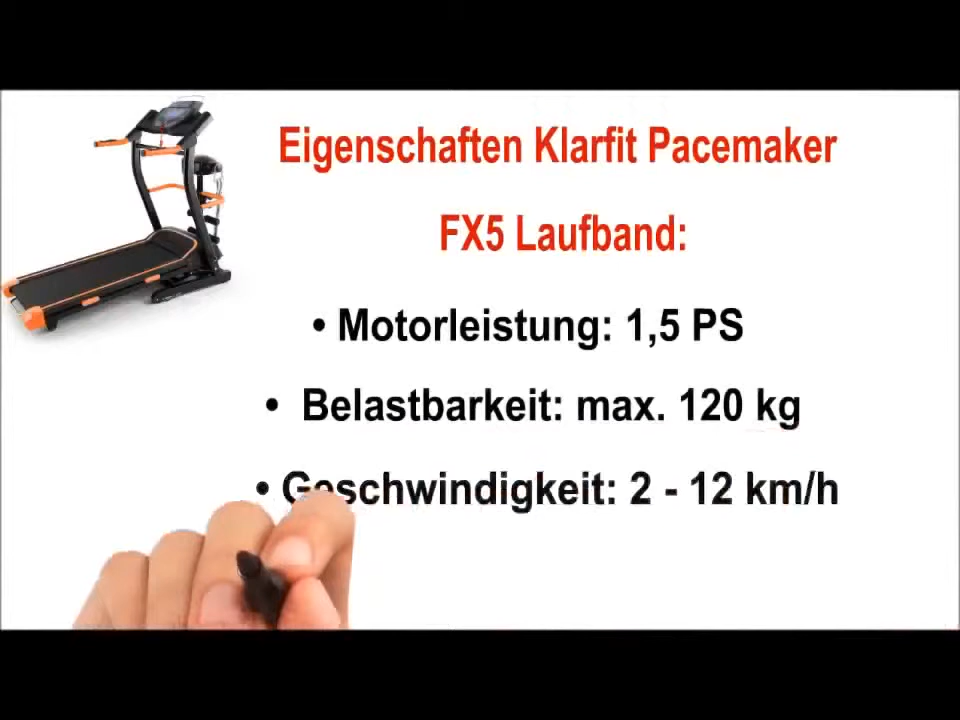 Eigenschaften Klarfit Pacemaker
FX5 Laufband:
• Motorleistung: 1,5 PS
• Belastbarkeit: max. 120 kg
• Geschwindigkeit: 2 - 12 km/h